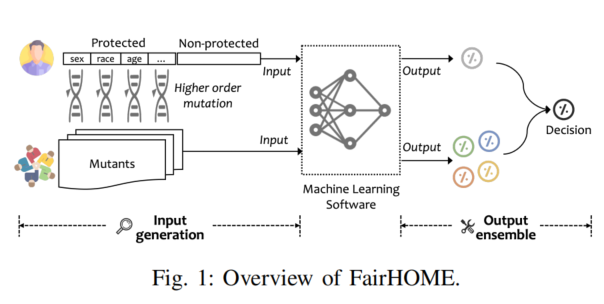 Protected Non-protected
sex race age ...
Input
Output
Higher order
mutation
Mutants
Input
Output
Decision
Machine Learning
Software
Input
generation
Output
ensemble
Fig. 1: Overview of FairHOME.